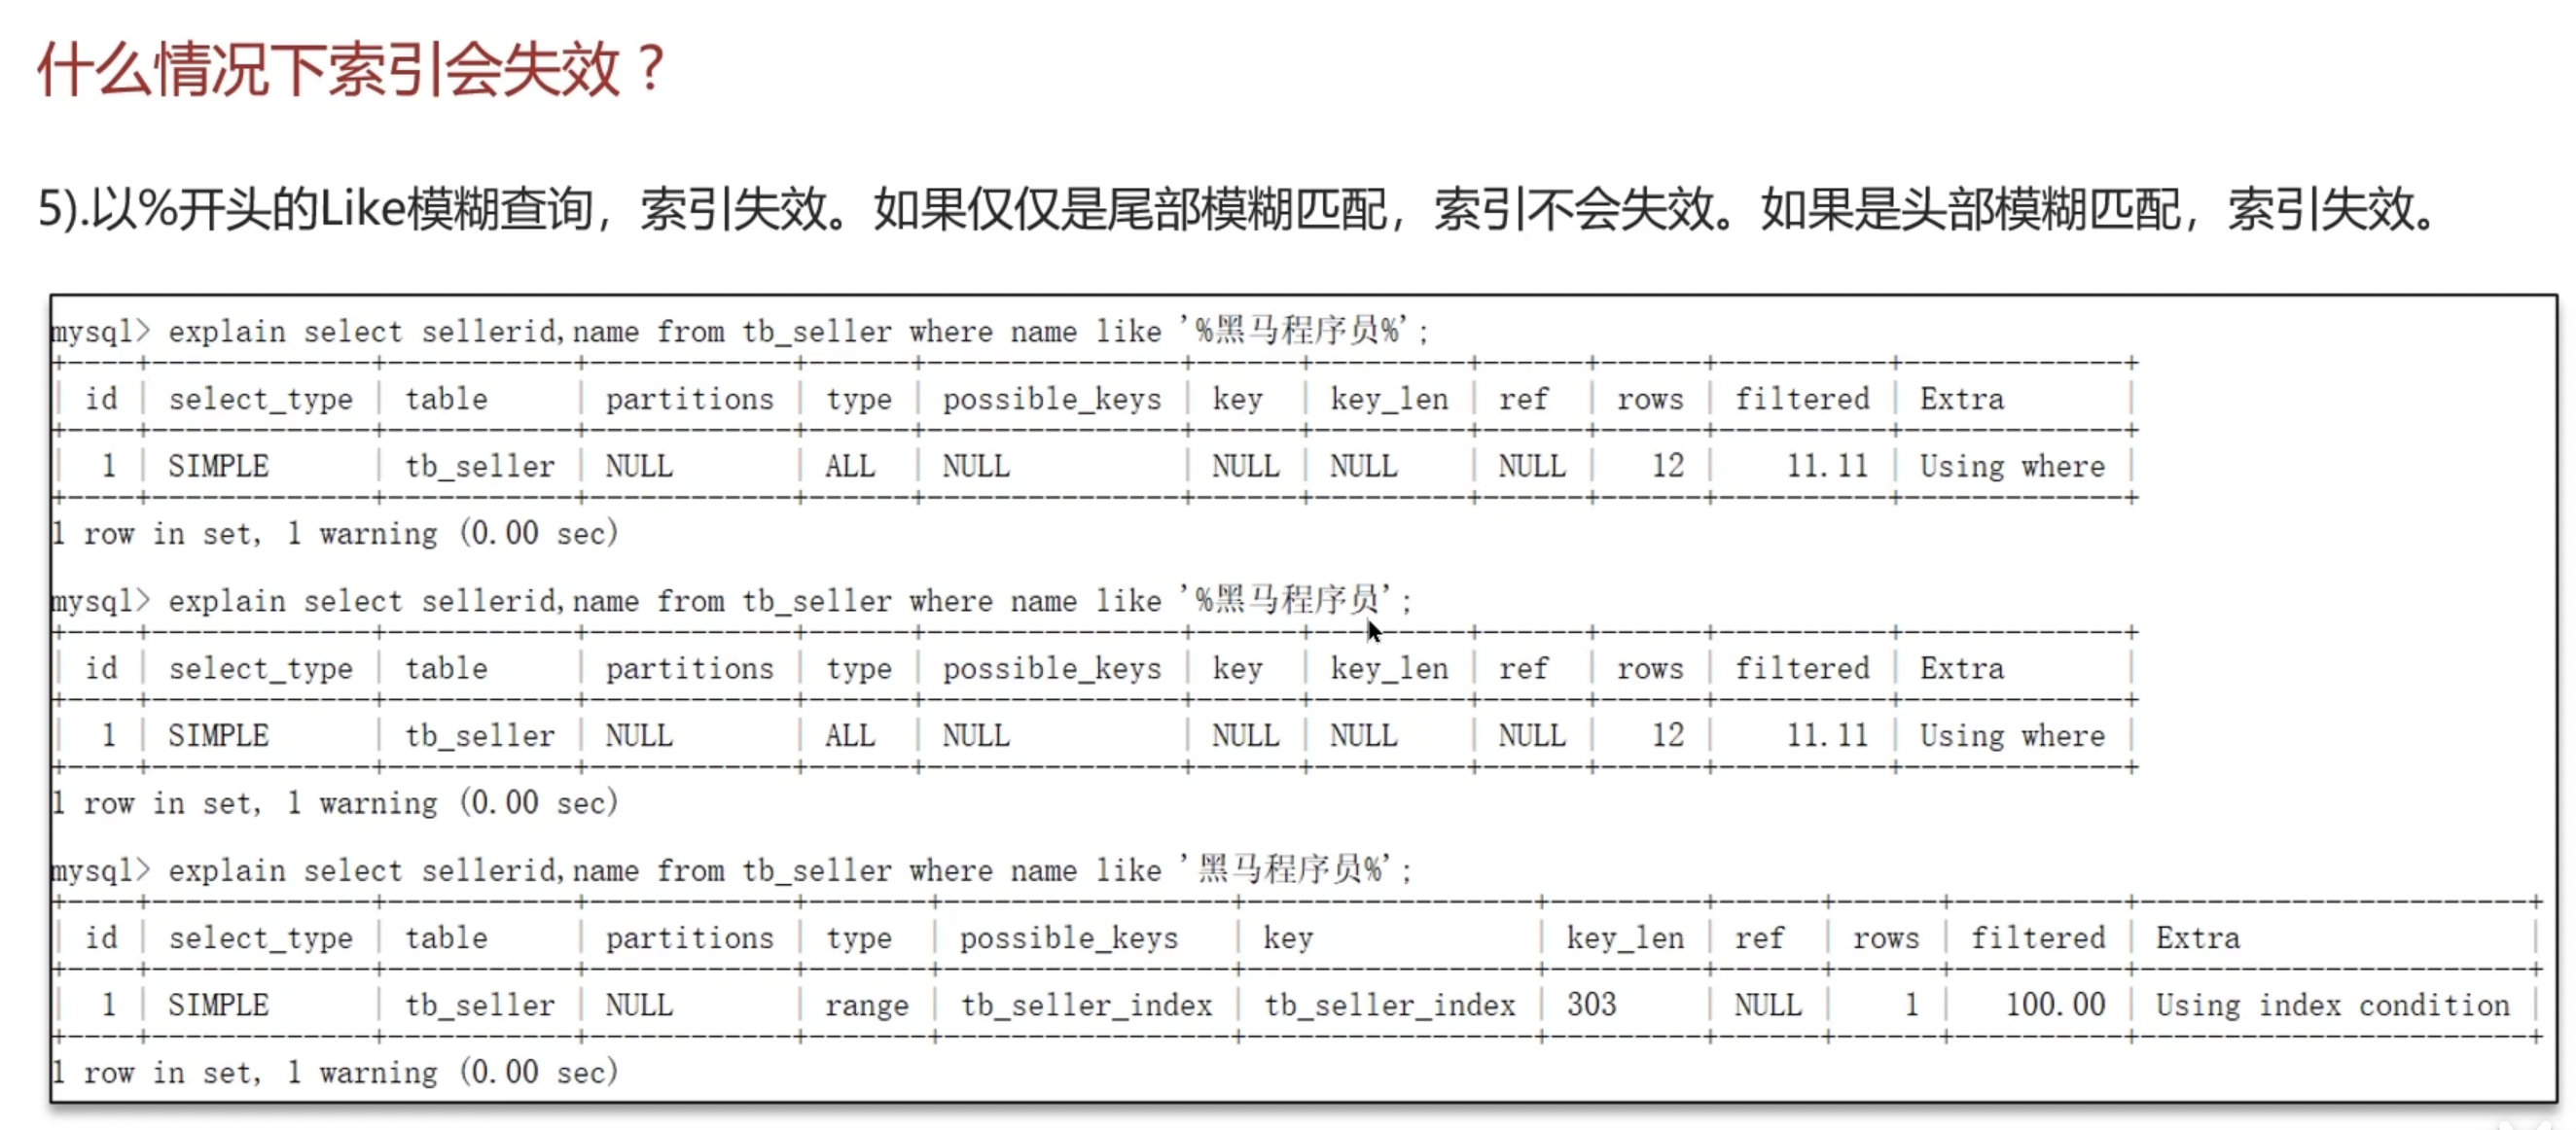 什么情况下索引会失效？
5).以%开头的Like模糊查询，索引失效。如果仅仅是尾部模糊匹配，索引不会失效。如果是头部模糊匹配，索引失效。
mysql> explain select sellerid,name from tb_seller where name like '%黑马程序员%';
+----+-------------+-----------+------------+------+---------------+------+---------+------+------+----------+-------------+
| id | select_type | table     | partitions | type | possible_keys | key  | key_len | ref  | rows | filtered | Extra       |
+----+-------------+-----------+------------+------+---------------+------+---------+------+------+----------+-------------+
|  1 | SIMPLE      | tb_seller | NULL       | ALL  | NULL          | NULL | NULL    | NULL |   12 |    11.11 | Using where |
+----+-------------+-----------+------------+------+---------------+------+---------+------+------+----------+-------------+
1 row in set, 1 warning (0.00 sec)
mysql> explain select sellerid,name from tb_seller where name like '%黑马程序员';
+----+-------------+-----------+------------+------+---------------+------+---------+------+------+----------+-------------+
| id | select_type | table     | partitions | type | possible_keys | key  | key_len | ref  | rows | filtered | Extra       |
+----+-------------+-----------+------------+------+---------------+------+---------+------+------+----------+-------------+
|  1 | SIMPLE      | tb_seller | NULL       | ALL  | NULL          | NULL | NULL    | NULL |   12 |    11.11 | Using where |
+----+-------------+-----------+------------+------+---------------+------+---------+------+------+----------+-------------+
1 row in set, 1 warning (0.00 sec)
mysql> explain select sellerid,name from tb_seller where name like '黑马程序员%';
+----+-------------+-----------+------------+-------+-----------------+-----------------+---------+------+------+----------+-----------------------+
| id | select_type | table     | partitions | type  | possible_keys   | key             | key_len | ref  | rows | filtered | Extra                 |
+----+-------------+-----------+------------+-------+-----------------+-----------------+---------+------+------+----------+-----------------------+
|  1 | SIMPLE      | tb_seller | NULL       | range | tb_seller_index | tb_seller_index | 303     | NULL |    1 |   100.00 | Using index condition |
+----+-------------+-----------+------------+-------+-----------------+-----------------+---------+------+------+----------+-----------------------+
1 row in set, 1 warning (0.00 sec)